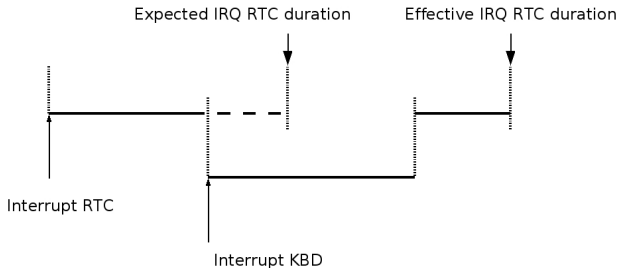 Expected IRQ RTC duration
Effective IRQ RTC duration
Interrupt RTC
Interrupt KBD